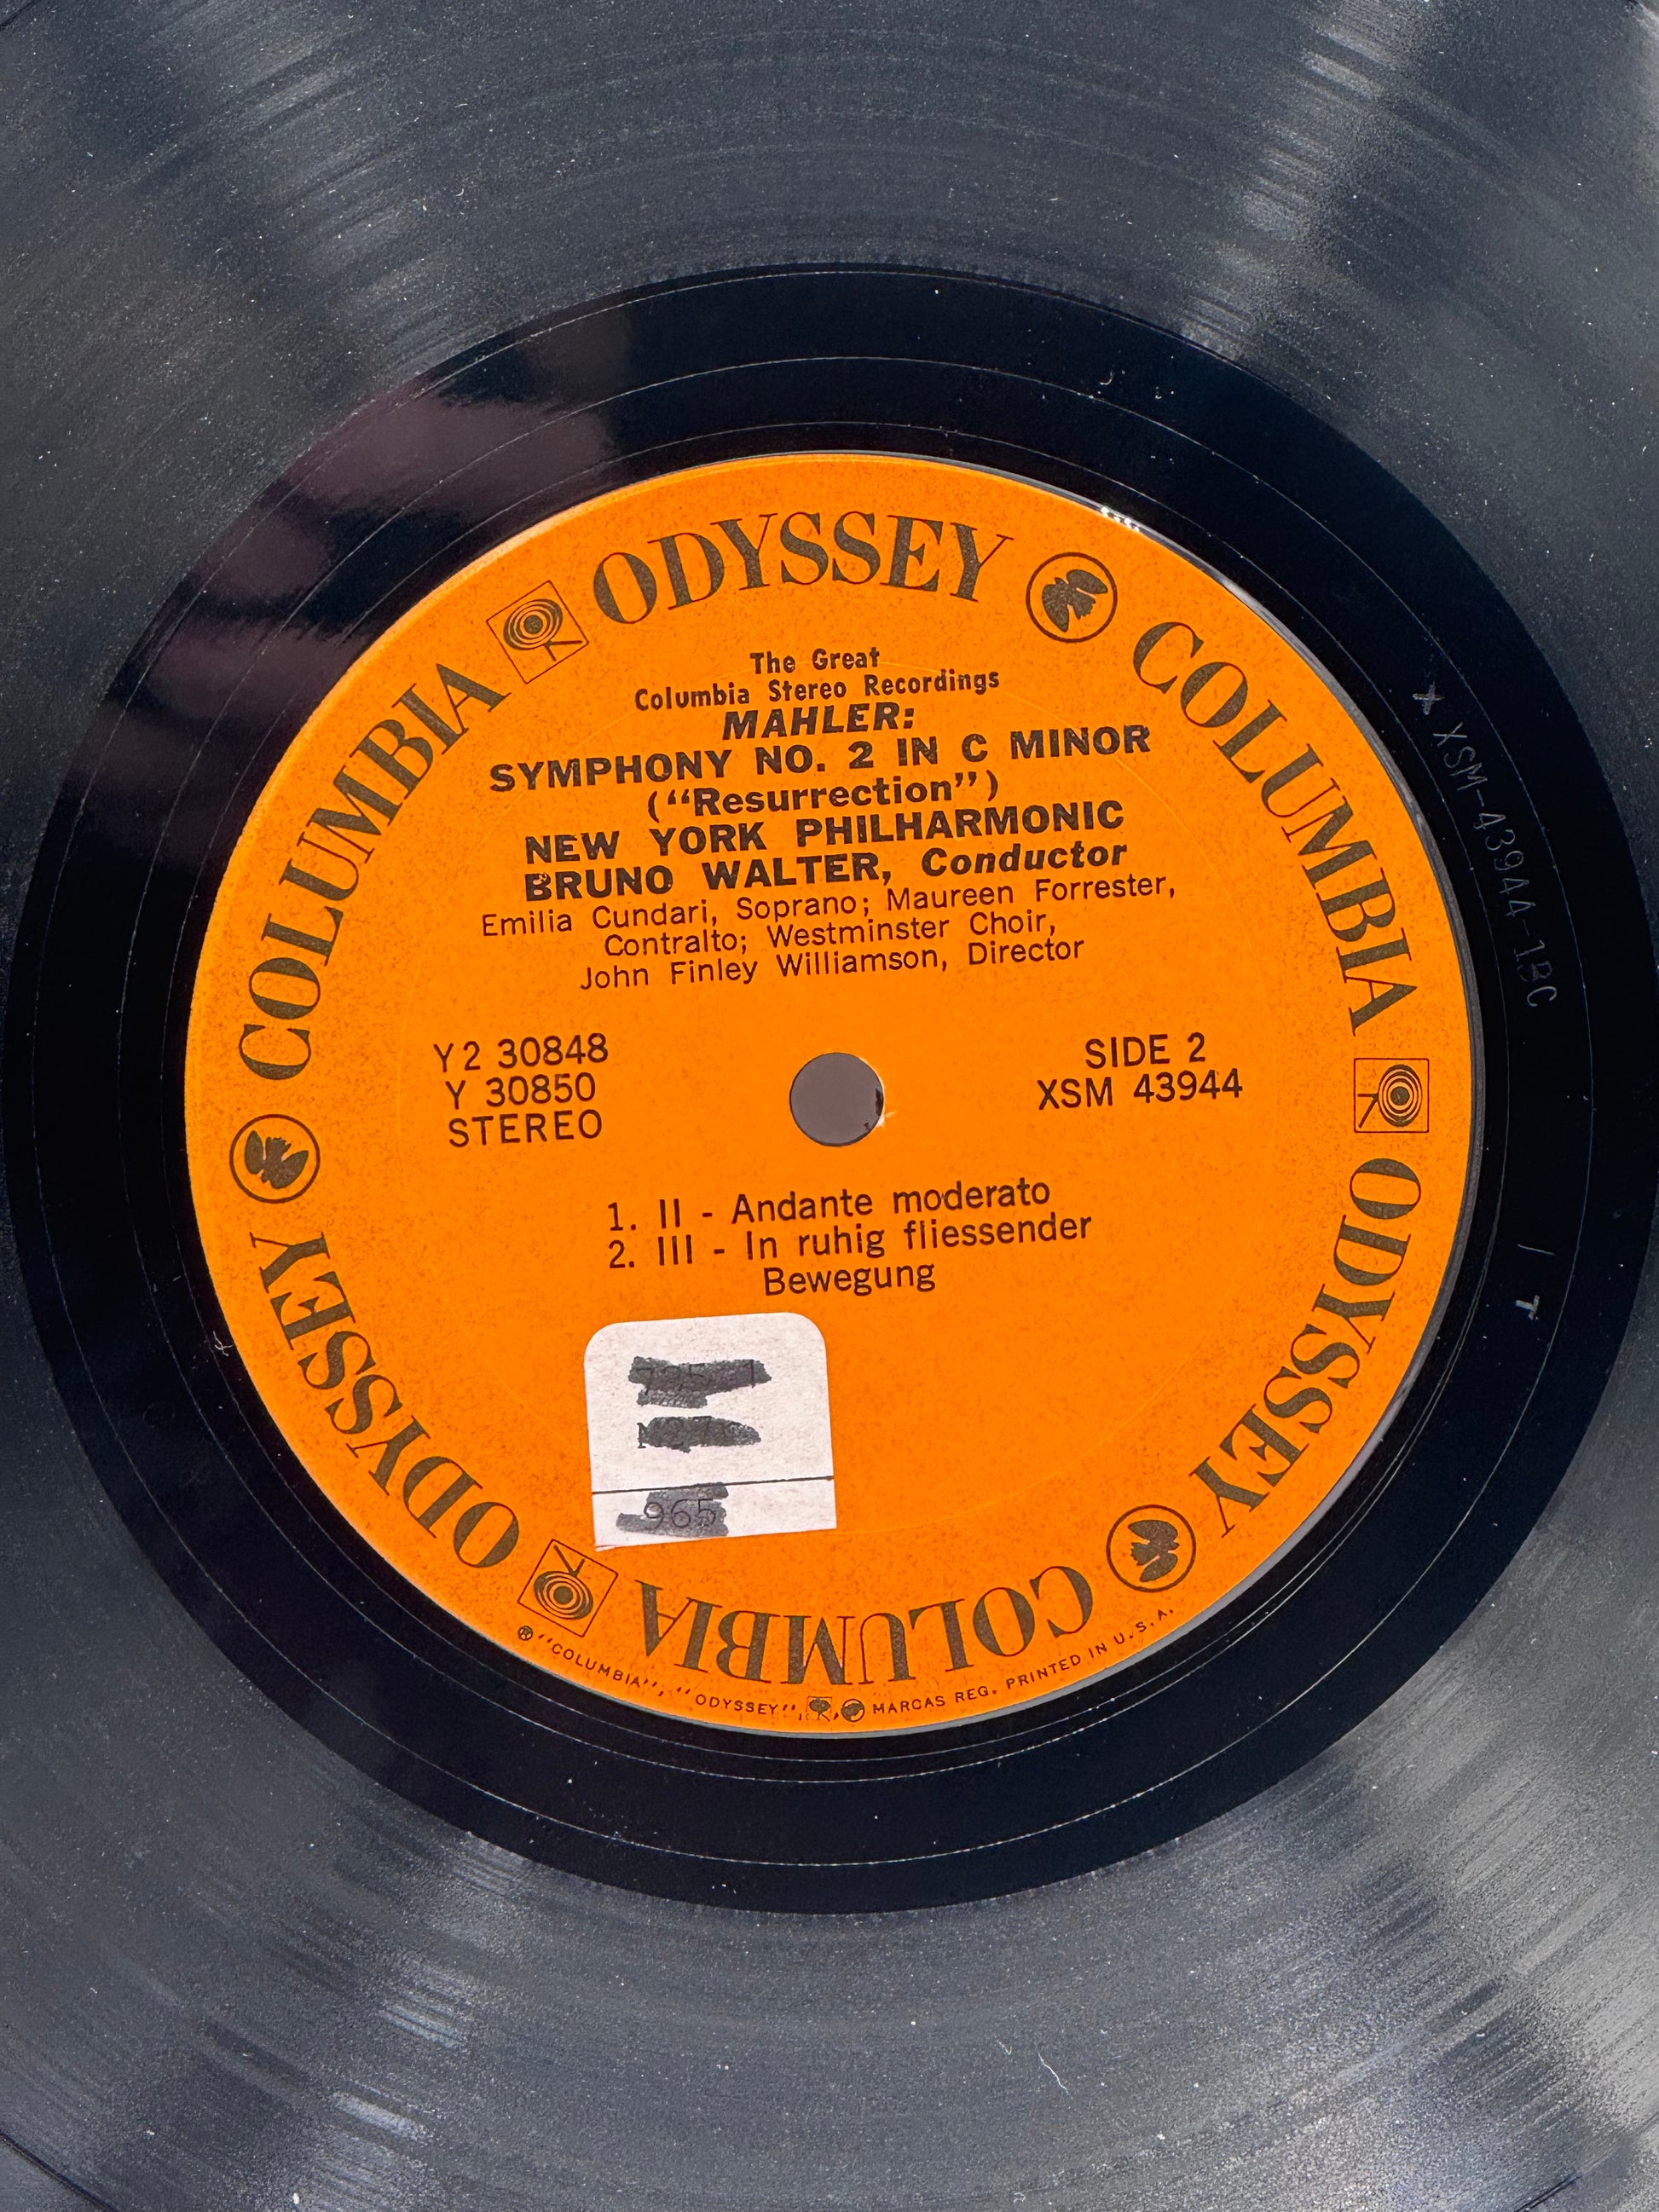 ODYSSEY
COLUMBIA
ODYSSEY
COLUMBIA
ODYSSEY
COLUMBIA
The Great
Columbia Stereo Recordings
MAHLER:
SYMPHONY NO. 2 IN C MINOR
(“Resurrection”)
NEW YORK PHILHARMONIC
BRUNO WALTER, Conductor
Emilia Cundari, Soprano; Maureen Forrester,
Contralto; Westminster Choir,
John Finley Williamson, Director
Y2 30848
Y 30850
STEREO
SIDE 2
XSM 43944
1. II - Andante moderato
2. III - In ruhig fliessender
Bewegung
965
® "COLUMBIA", "ODYSSEY", MARCAS REG. PRINTED IN U.S.A.
x XSM-43944-1BC